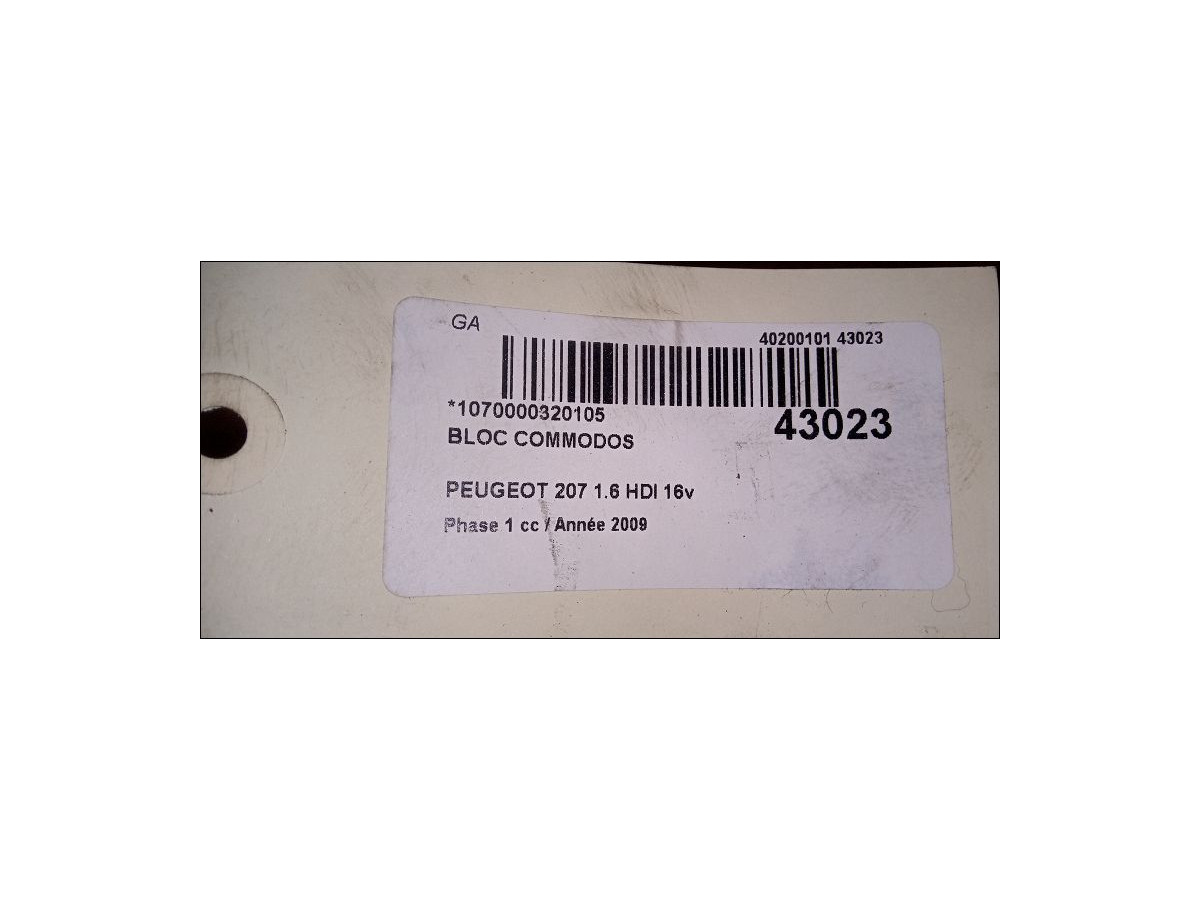 GA
40200101 43023
*1070000320105
43023
BLOC COMMODOS
PEUGEOT 207 1.6 HDI 16v
Phase 1 cc / Année 2009